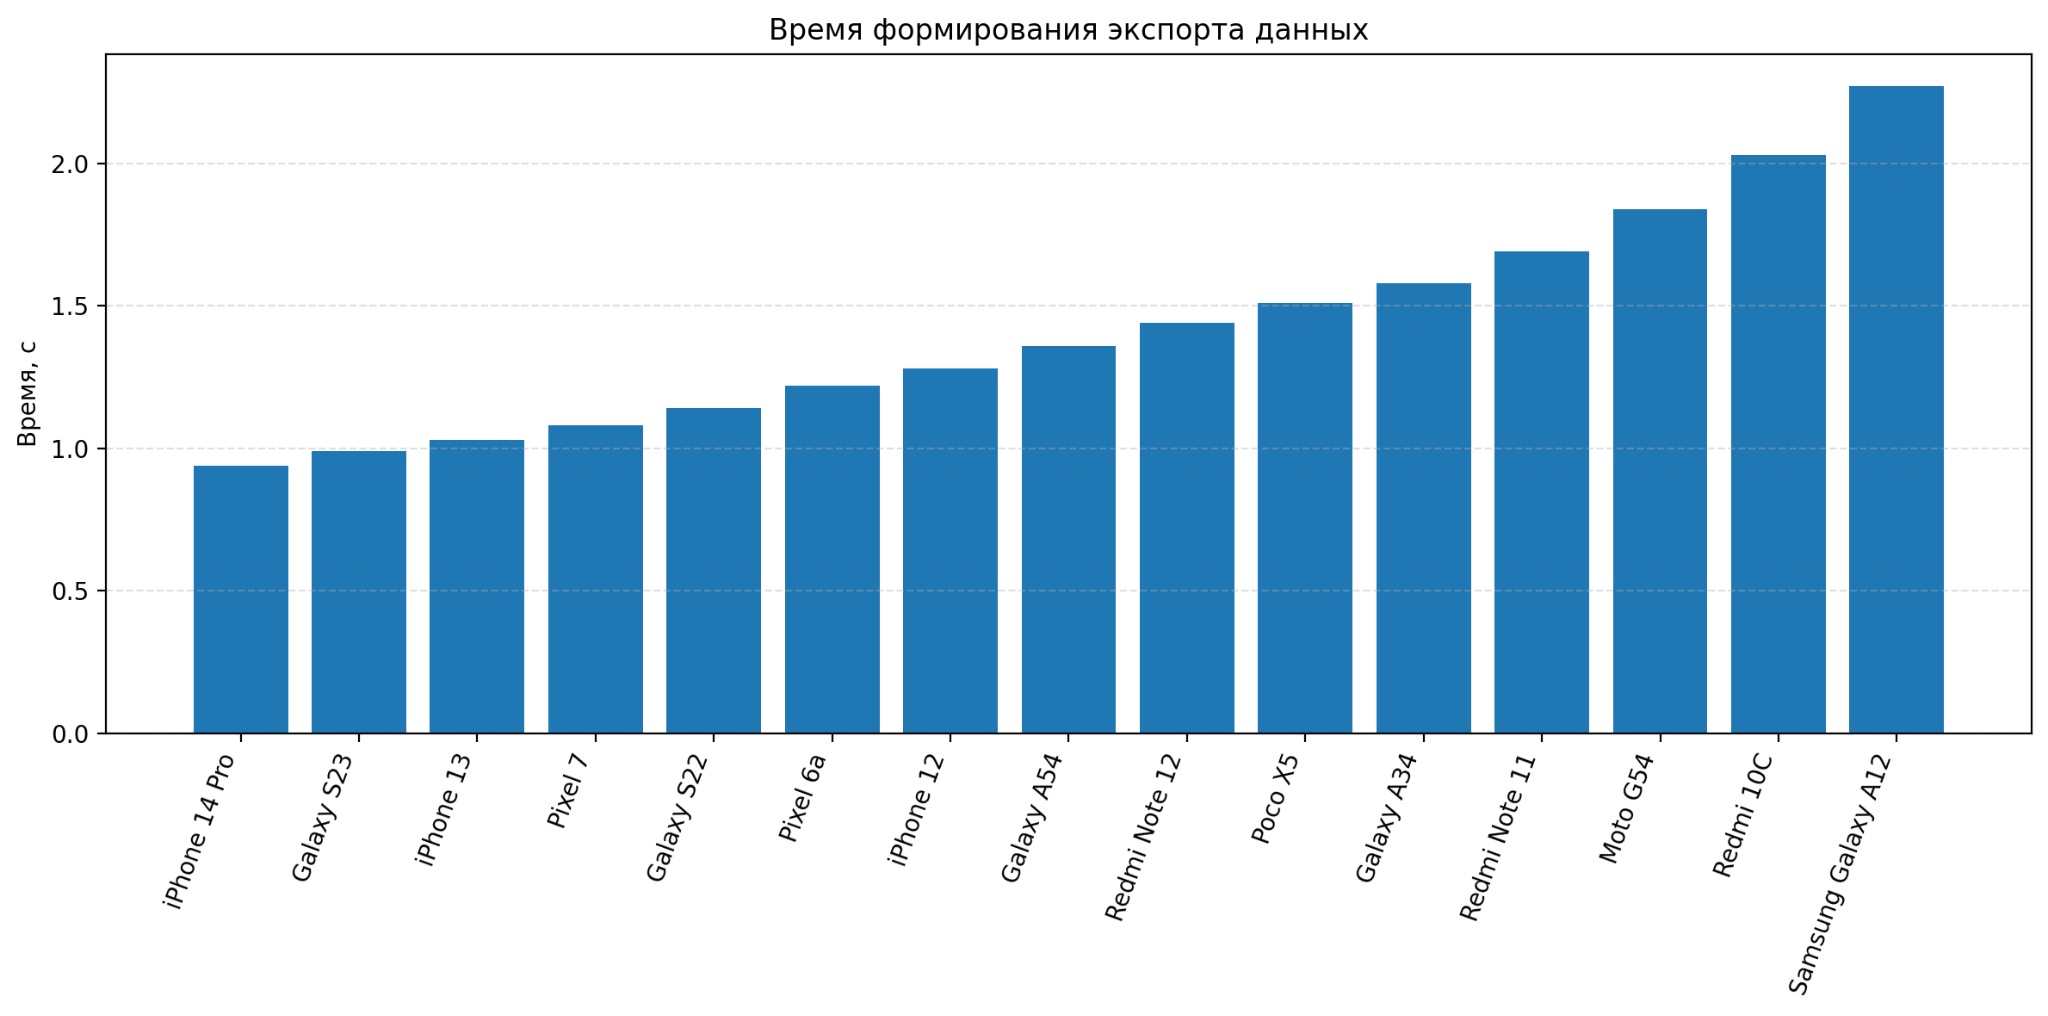 Время формирования экспорта данных
Время, с
2.0
1.5
1.0
0.5
0.0
iPhone 14 Pro
Galaxy S23
iPhone 13
Pixel 7
Galaxy S22
Pixel 6a
iPhone 12
Galaxy A54
Redmi Note 12
Poco X5
Galaxy A34
Redmi Note 11
Moto G54
Redmi 10C
Samsung Galaxy A12